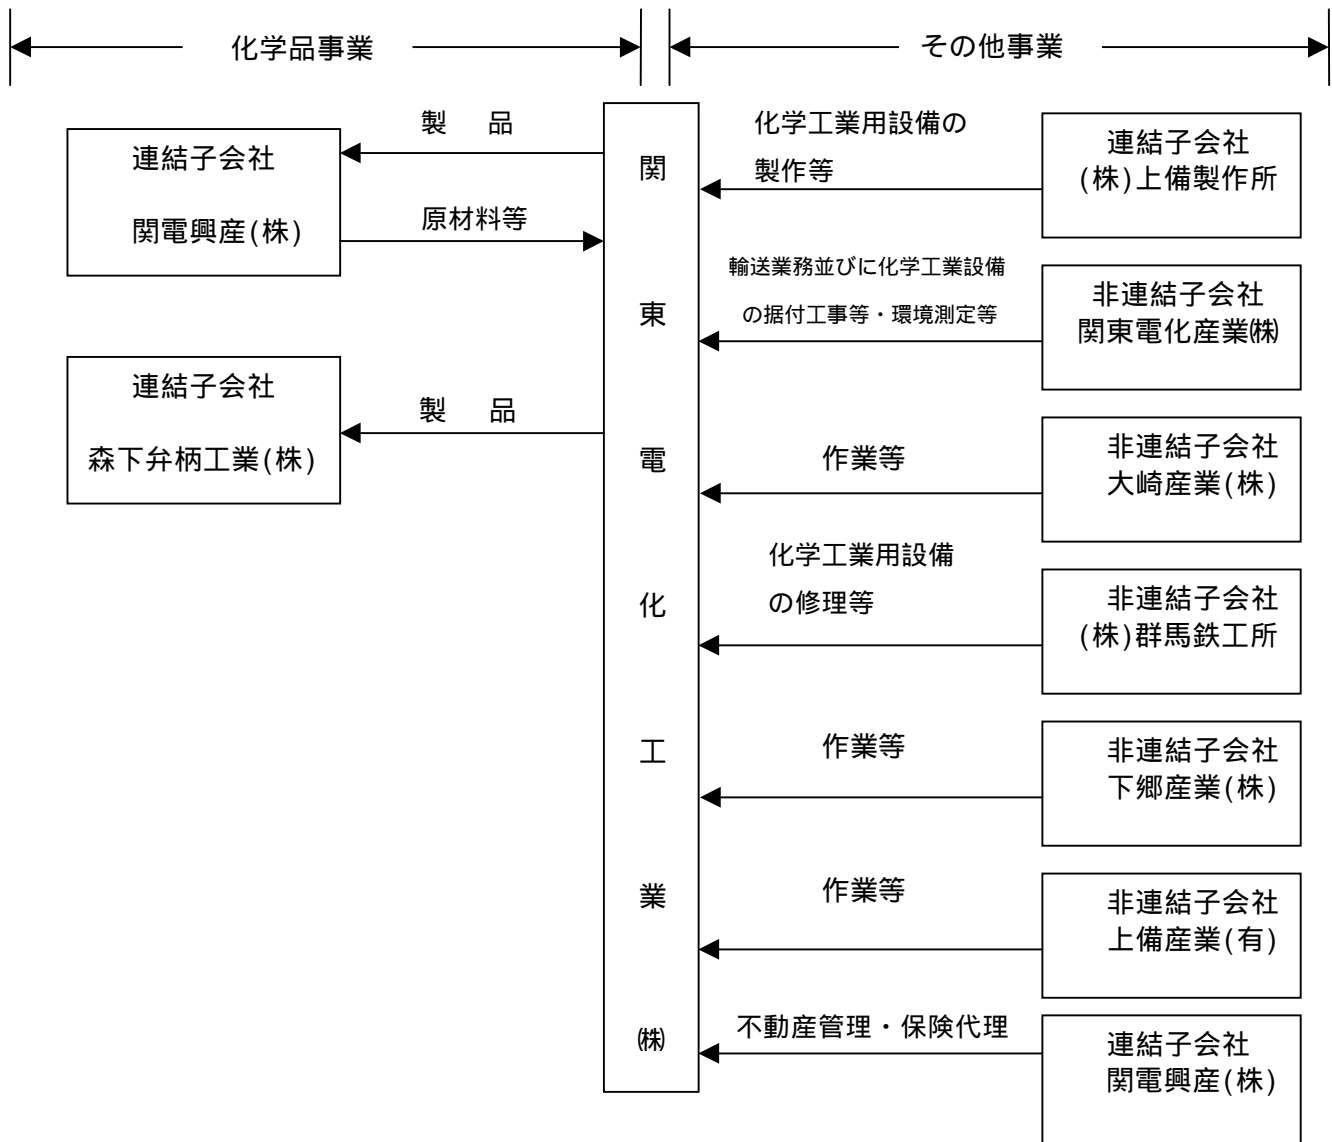 化学品事業
その他事業
連結子会社
関電興産(株)
製 品
原材料等
連結子会社
森下弁柄工業(株)
製 品
関
東
電
化
工
業
㈱
化学工業用設備の
製作等
連結子会社
(株)上備製作所
輸送業務並びに化学工業設備
の据付工事等・環境測定等
非連結子会社
関東電化産業㈱
作業等
非連結子会社
大崎産業(株)
化学工業用設備
の修理等
非連結子会社
(株)群馬鉄工所
作業等
非連結子会社
下郷産業(株)
作業等
非連結子会社
上備産業(有)
不動産管理・保険代理
連結子会社
関電興産(株)